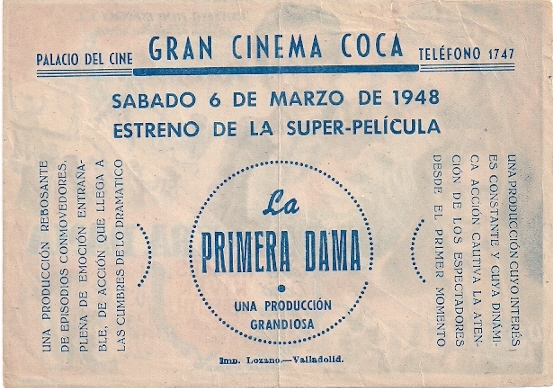 PALACIO DEL CINE GRAN CINEMA COCA TELÉFONO 1747
SABADO 6 DE MARZO DE 1948
ESTRENO DE LA SUPER-PELÍCULA
UNA PRODUCCIÓN REBOSANTE
DE EPISODIOS CONMOVEDORES,
PLENA DE EMOCIÓN ENTRAÑA-
BLE, DE ACCIÓN QUE LLEGA A
LAS CUMBRES DE LO DRAMATICO
La
PRIMERA DAMA
UNA PRODUCCIÓN
GRANDIOSA
UNA PRODUCCIÓN CUYO INTERÉS
ES CONSTANTE Y CUYA DINÁMI-
CA ACCIÓN CAUTIVA LA ATEN-
CIÓN DE LOS ESPECTADORES
DESDE EL PRIMER MOMENTO
Imp. Lozano.—Valladolid.